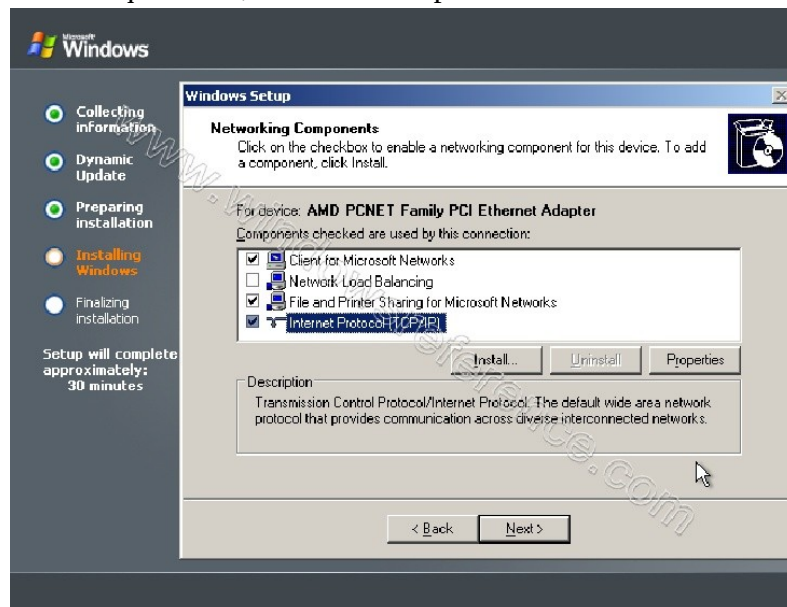 Microsoft
Windows
Collecting
information
Dynamic
Update
Preparing
installation
Installing
Windows
Finalizing
installation
Setup will complete
approximately:
30 minutes
Windows Setup
Networking Components
Click on the checkbox to enable a networking component for this device. To add
a component, click Install.
For device: AMD PCNET Family PCI Ethernet Adapter
Components checked are used by this connection:
Client for Microsoft Networks
Network Load Balancing
File and Printer Sharing for Microsoft Networks
Internet Protocol (TCP/IP)
Install... Uninstall Properties
Description
Transmission Control Protocol/Internet Protocol. The default wide area network
protocol that provides communication across diverse interconnected networks.
< Back Next >
www.windowsreference.com